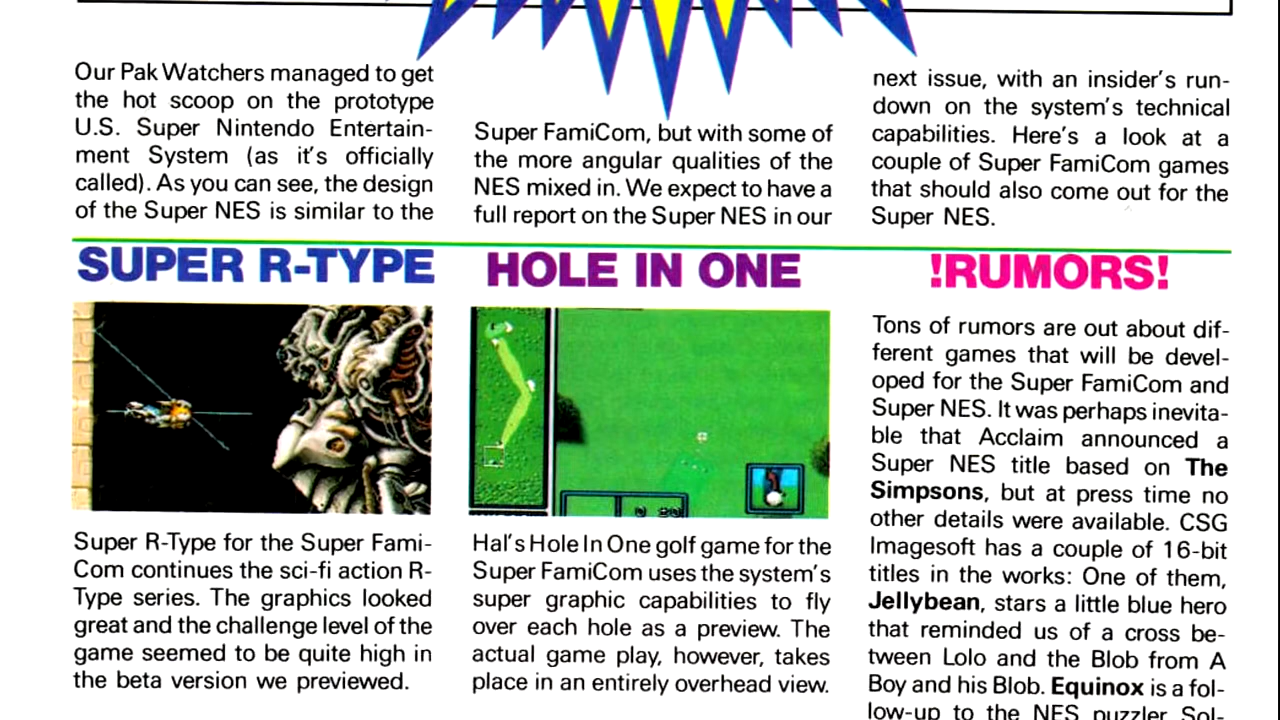 Our Pak Watchers managed to get
the hot scoop on the prototype
U.S. Super Nintendo Entertain-
ment System (as it's officially
called). As you can see, the design
of the Super NES is similar to the
Super FamiCom, but with some of
the more angular qualities of the
NES mixed in. We expect to have a
full report on the Super NES in our
next issue, with an insider's run-
down on the system's technical
capabilities. Here's a look at a
couple of Super FamiCom games
that should also come out for the
Super NES.
SUPER R-TYPE
Super R-Type for the Super Fami-
Com continues the sci-fi action R-
Type series. The graphics looked
great and the challenge level of the
game seemed to be quite high in
the beta version we previewed.
HOLE IN ONE
Hal's Hole In One golf game for the
Super FamiCom uses the system's
super graphic capabilities to fly
over each hole as a preview. The
actual game play, however, takes
place in an entirely overhead view.
!RUMORS!
Tons of rumors are out about dif-
ferent games that will be devel-
oped for the Super FamiCom and
Super NES. It was perhaps inevita-
ble that Acclaim announced a
Super NES title based on The
Simpsons, but at press time no
other details were available. CSG
Imagesoft has a couple of 16-bit
titles in the works: One of them,
Jellybean, stars a little blue hero
that reminded us of a cross be-
tween Lolo and the Blob from A
Boy and his Blob. Equinox is a fol-
low-up to the NES puzzler Sol-